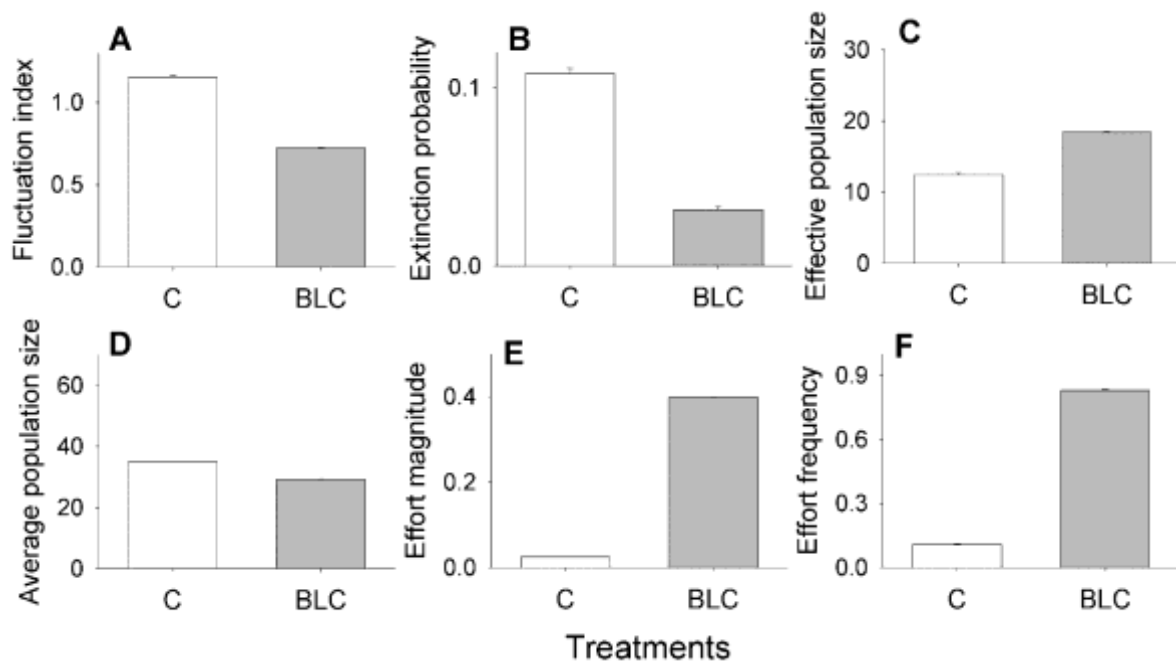 A
Fluctuation index
1.0
0.5
0.0
C BLC
B
Extinction probability
0.1
0.0
C BLC
C
Effective population size
30
20
10
0
C BLC
D
Average population size
60
40
20
0
C BLC
E
Effort magnitude
0.4
0.2
0.0
C BLC
F
Effort frequency
0.9
0.6
0.3
0.0
C BLC
Treatments